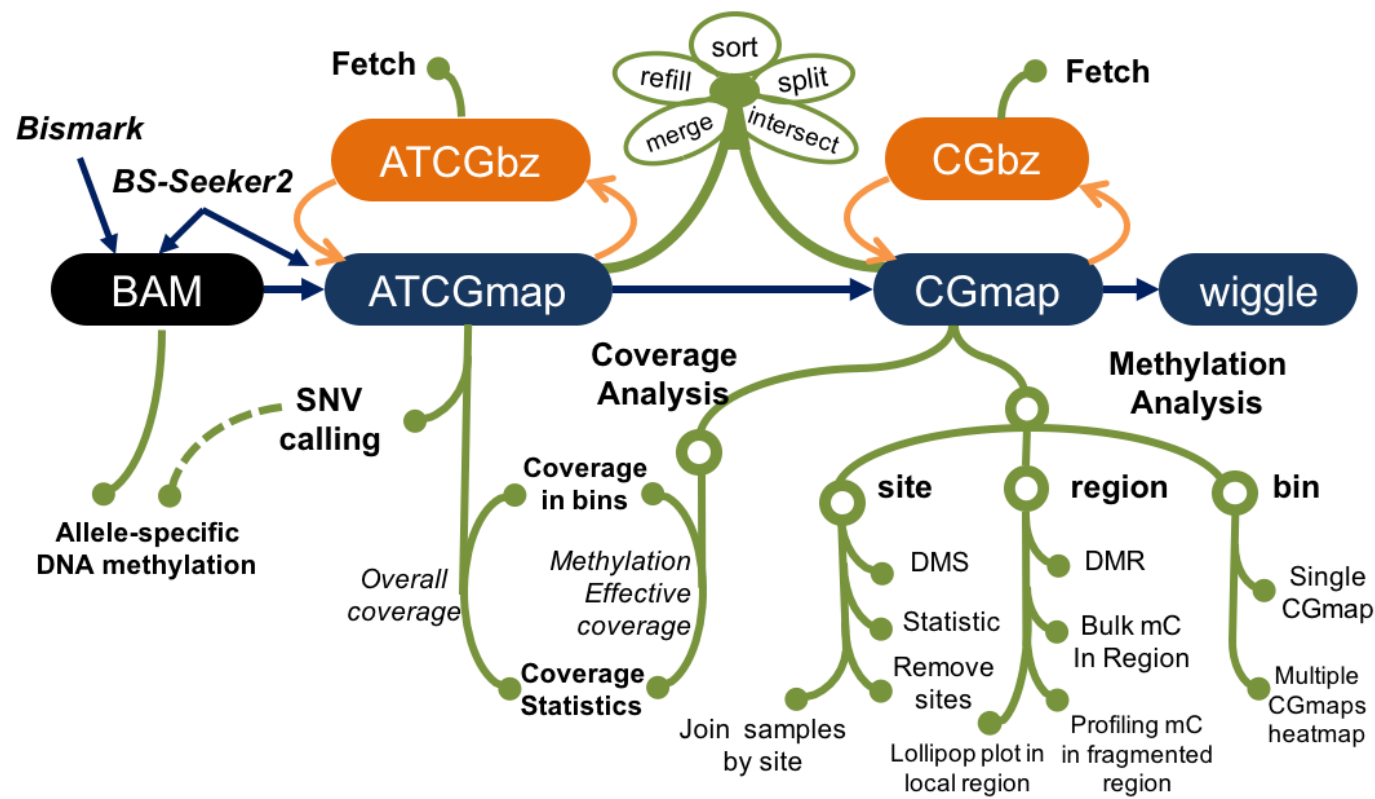 sort
Fetch
refill
split
Fetch
Bismark
merge
intersect
ATCGbz
CGbz
BS-Seeker2
BAM
ATCGmap
CGmap
wiggle
Coverage
Analysis
Methylation
Analysis
SNV
calling
Coverage
in bins
site
region
bin
Allele-specific
DNA methylation
Overall
coverage
Methylation
Effective
coverage
DMS
DMR
Single
CGmap
Statistic
Bulk mC
In Region
Coverage
Statistics
Remove
sites
Multiple
CGmaps
heatmap
Join samples
by site
Lollipop plot in
local region
Profiling mC
in fragmented
region